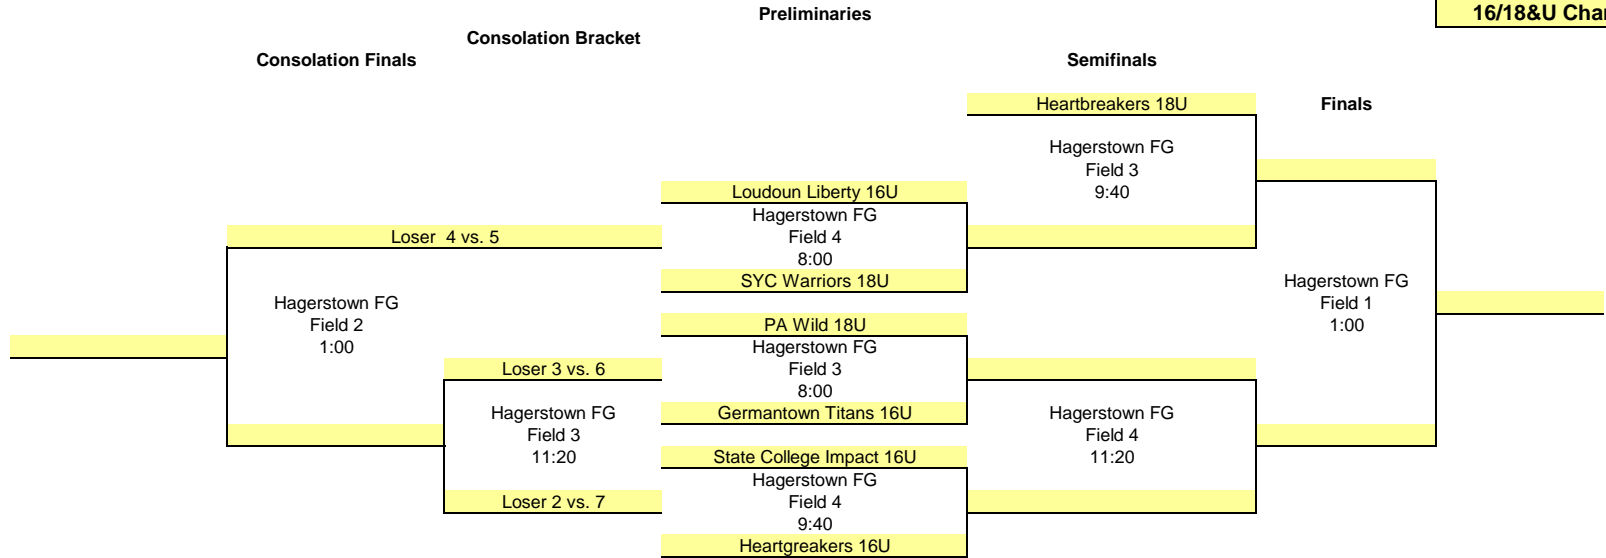 Preliminaries
16/18&U Cha
Consolation Bracket
Consolation Finals
Semifinals
Heartbreakers 18U
Finals
Hagerstown FG
Field 3
9:40
Loudoun Liberty 16U
Hagerstown FG
Field 4
8:00
Loser  4 vs. 5
SYC Warriors 18U
Hagerstown FG
Field 2
1:00
Hagerstown FG
Field 1
1:00
PA Wild 18U
Hagerstown FG
Field 3
8:00
Loser 3 vs. 6
Germantown Titans 16U
Hagerstown FG
Field 3
11:20
Hagerstown FG
Field 4
11:20
State College Impact 16U
Hagerstown FG
Field 4
9:40
Loser 2 vs. 7
Heartgreakers 16U